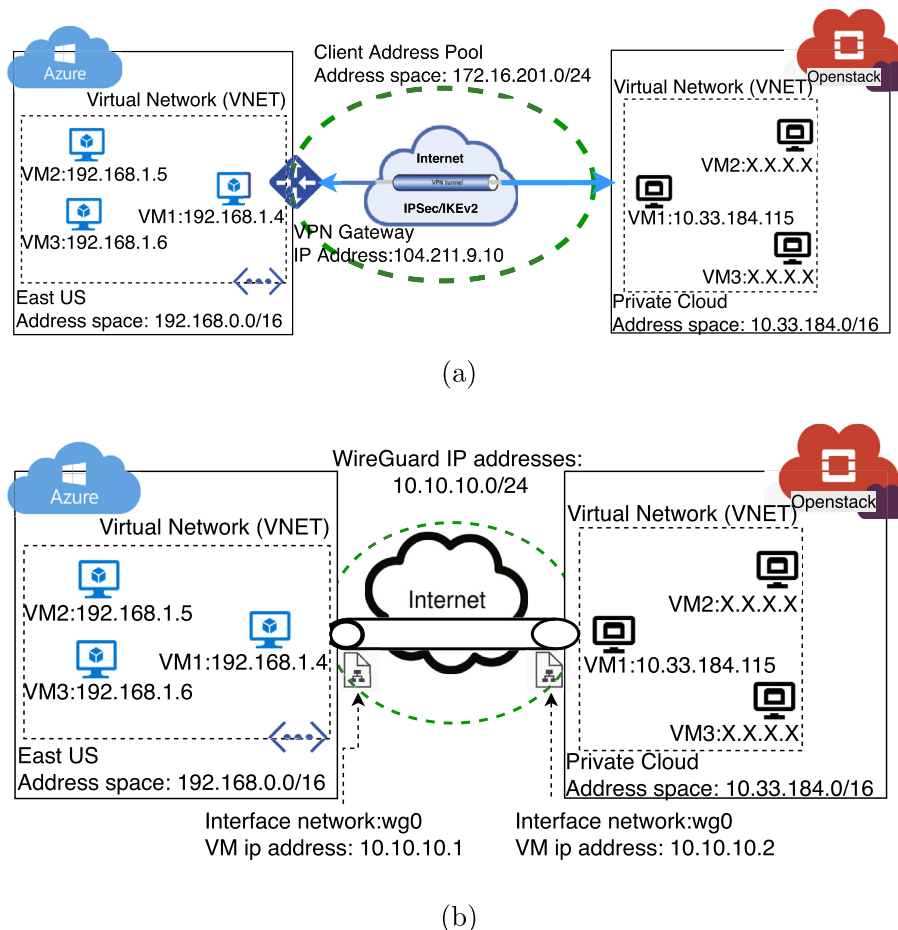 Azure
Client Address Pool
Address space: 172.16.201.0/24
Openstack
Virtual Network (VNET)
Virtual Network (VNET)
VM2:192.168.1.5
VM1:192.168.1.4
VM3:192.168.1.6
Internet
VPN tunnel
IPSec/IKEv2
VM2:X.X.X.X
VM1:10.33.184.115
VM3:X.X.X.X
VPN Gateway
IP Address:104.211.9.10
East US
Address space: 192.168.0.0/16
Private Cloud
Address space: 10.33.184.0/16
(a)
Azure
WireGuard IP addresses:
10.10.10.0/24
Openstack
Virtual Network (VNET)
Virtual Network (VNET)
VM2:192.168.1.5
VM1:192.168.1.4
VM3:192.168.1.6
Internet
VM2:X.X.X.X
VM1:10.33.184.115
VM3:X.X.X.X
East US
Address space: 192.168.0.0/16
Private Cloud
Address space: 10.33.184.0/16
Interface network:wg0
VM ip address: 10.10.10.1
Interface network:wg0
VM ip address: 10.10.10.2
(b)